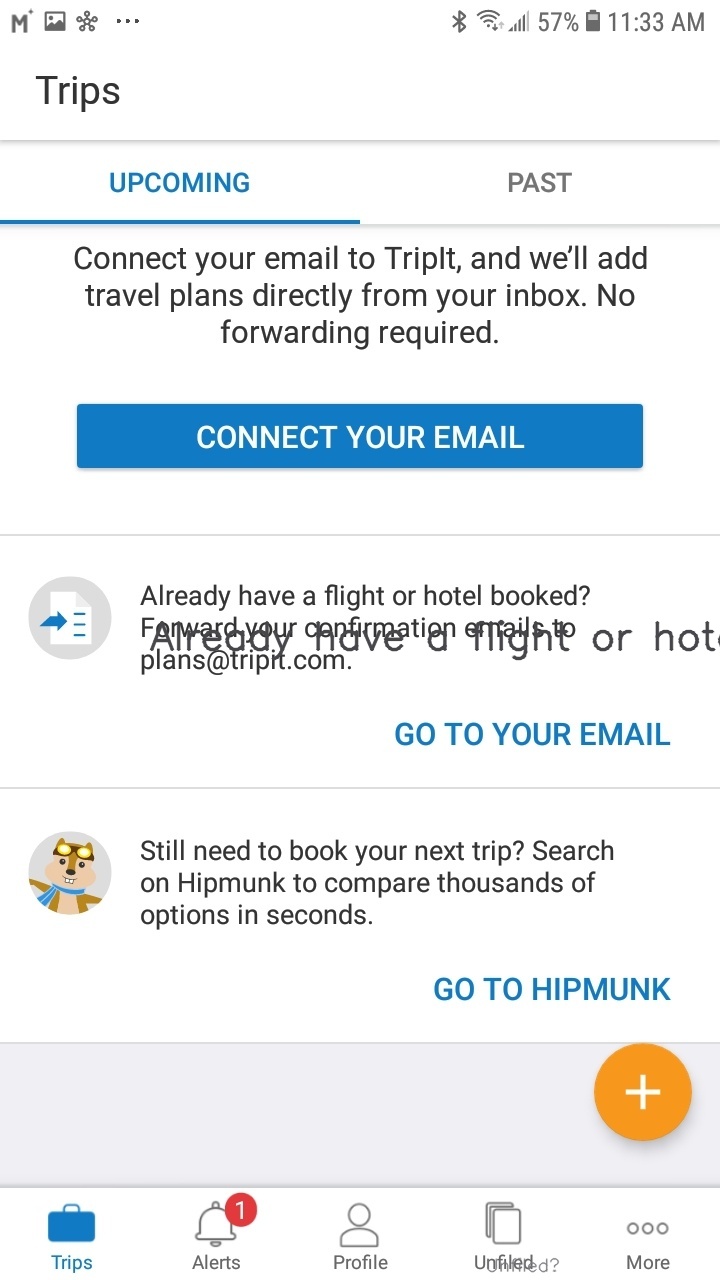 57% 11:33 AM
Trips
UPCOMING PAST
Connect your email to TripIt, and we'll add
travel plans directly from your inbox. No
forwarding required.
CONNECT YOUR EMAIL
Already have a flight or hotel booked?
Forward your confirmation emails to
Already have a flight or
plans@tripit.com.
GO TO YOUR EMAIL
Still need to book your next trip? Search
on Hipmunk to compare thousands of
options in seconds.
GO TO HIPMUNK
1
Trips Alerts Profile Unfiled More
Unfiled?